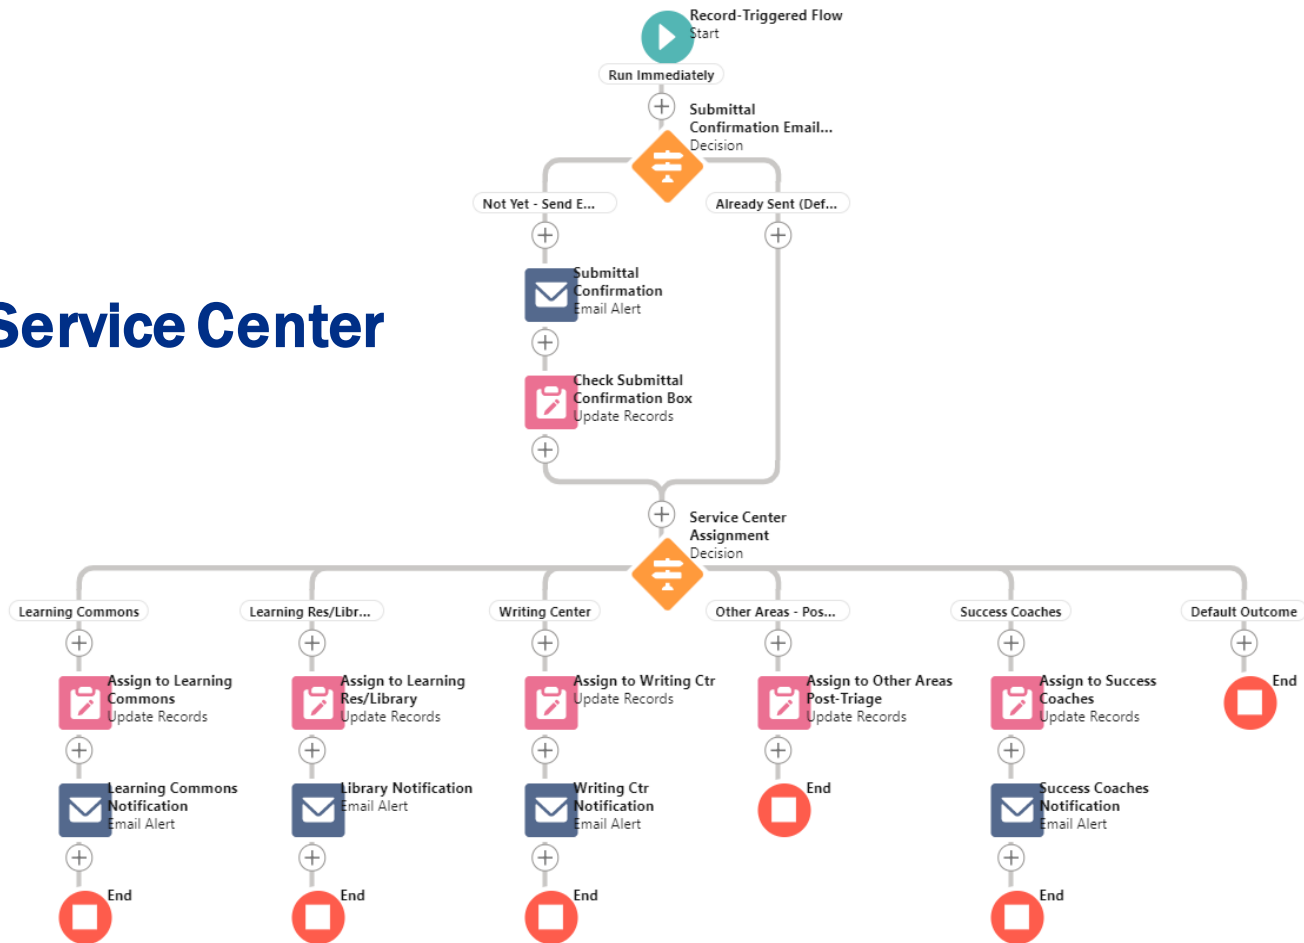 Record-Triggered Flow
Start
Run Immediately
Submittal
Confirmation Email...
Decision
Not Yet - Send E...
Already Sent (Def...
Submittal
Confirmation
Email Alert
Service Center
Check Submittal
Confirmation Box
Update Records
Service Center
Assignment
Decision
Learning Commons
Learning Res/Libr...
Writing Center
Other Areas - Pos...
Success Coaches
Default Outcome
Assign to Learning
Commons
Update Records
Assign to Learning
Res/Library
Update Records
Assign to Writing Ctr
Update Records
Assign to Other Areas
Post-Triage
Update Records
Assign to Success
Coaches
Update Records
End
Learning Commons
Notification
Email Alert
Library Notification
Email Alert
Writing Ctr
Notification
Email Alert
End
Success Coaches
Notification
Email Alert
End
End
End
End